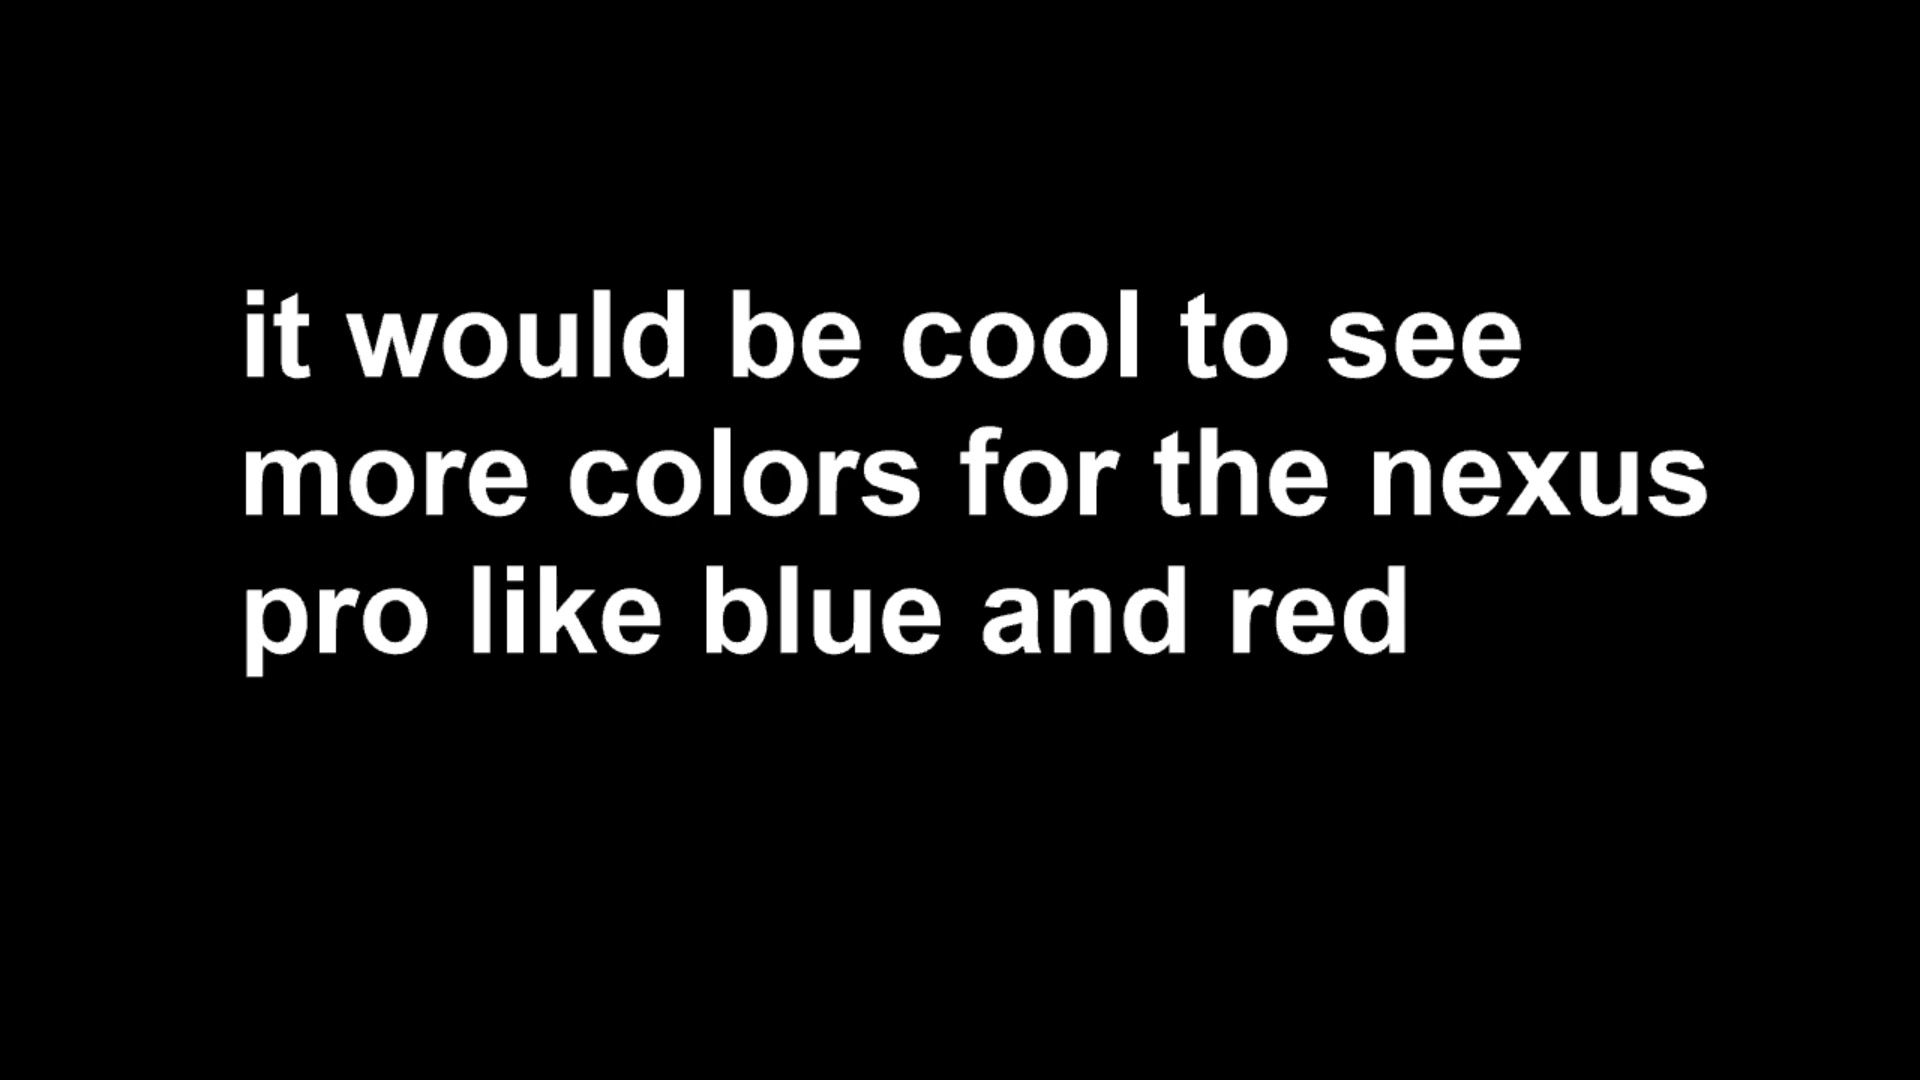 it would be cool to see
more colors for the nexus
pro like blue and red